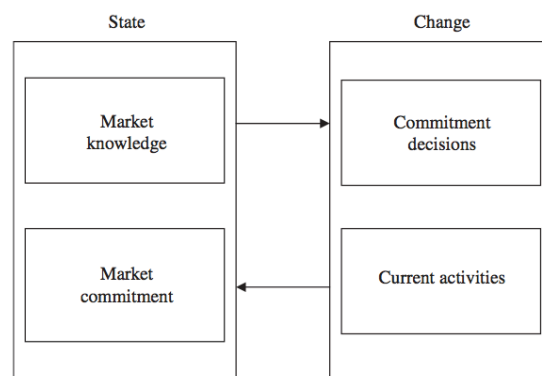 State
Change
Market
knowledge
Commitment
decisions
Market
commitment
Current activities